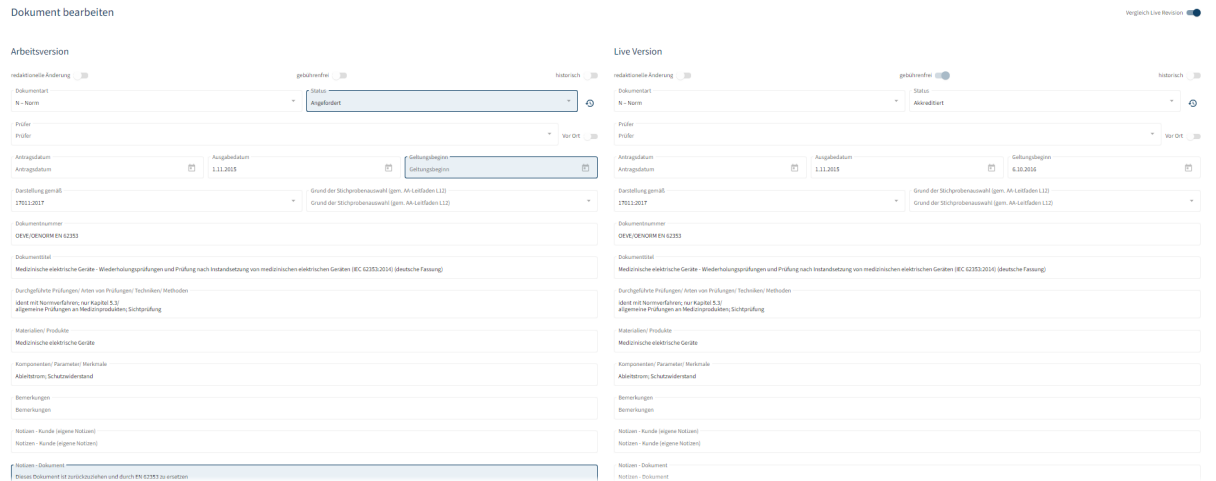 Dokument bearbeiten
Vergleich Live Revision
Arbeitsversion
redaktionelle Änderung
gebührenfrei
historisch
Dokumentart
N – Norm
Status
Angefordert
Prüfer
Prüfer
Vor Ort
Antragsdatum
Antragsdatum
Ausgabedatum
1.11.2015
Geltungsbeginn
Geltungsbeginn
Darstellung gemäß
17011:2017
Grund der Stichprobenauswahl (gem. AA-Leitfaden L12)
Grund der Stichprobenauswahl (gem. AA-Leitfaden L12)
Dokumentnummer
OEVE/OENORM EN 62353
Dokumenttitel
Medizinische elektrische Geräte - Wiederholungsprüfungen und Prüfung nach Instandsetzung von medizinischen elektrischen Geräten (IEC 62353:2014) (deutsche Fassung)
Durchgeführte Prüfungen/ Arten von Prüfungen/ Techniken/ Methoden
ident mit Normverfahren; nur Kapitel 5.3/
allgemeine Prüfungen an Medizinprodukten; Sichtprüfung
Materialien/ Produkte
Medizinische elektrische Geräte
Komponenten/ Parameter/ Merkmale
Ableitstrom; Schutzwiderstand
Bemerkungen
Bemerkungen
Notizen - Kunde (eigene Notizen)
Notizen - Kunde (eigene Notizen)
Notizen - Dokument
Dieses Dokument ist zurückzuziehen und durch EN 62353 zu ersetzen
Live Version
redaktionelle Änderung
gebührenfrei
historisch
Dokumentart
N – Norm
Status
Akkreditiert
Prüfer
Prüfer
Vor Ort
Antragsdatum
Antragsdatum
Ausgabedatum
1.11.2015
Geltungsbeginn
6.10.2016
Darstellung gemäß
17011:2017
Grund der Stichprobenauswahl (gem. AA-Leitfaden L12)
Grund der Stichprobenauswahl (gem. AA-Leitfaden L12)
Dokumentnummer
OEVE/OENORM EN 62353
Dokumenttitel
Medizinische elektrische Geräte - Wiederholungsprüfungen und Prüfung nach Instandsetzung von medizinischen elektrischen Geräten (IEC 62353:2014) (deutsche Fassung)
Durchgeführte Prüfungen/ Arten von Prüfungen/ Techniken/ Methoden
ident mit Normverfahren; nur Kapitel 5.3/
allgemeine Prüfungen an Medizinprodukten; Sichtprüfung
Materialien/ Produkte
Medizinische elektrische Geräte
Komponenten/ Parameter/ Merkmale
Ableitstrom; Schutzwiderstand
Bemerkungen
Bemerkungen
Notizen - Kunde (eigene Notizen)
Notizen - Kunde (eigene Notizen)
Notizen - Dokument
Notizen - Dokument